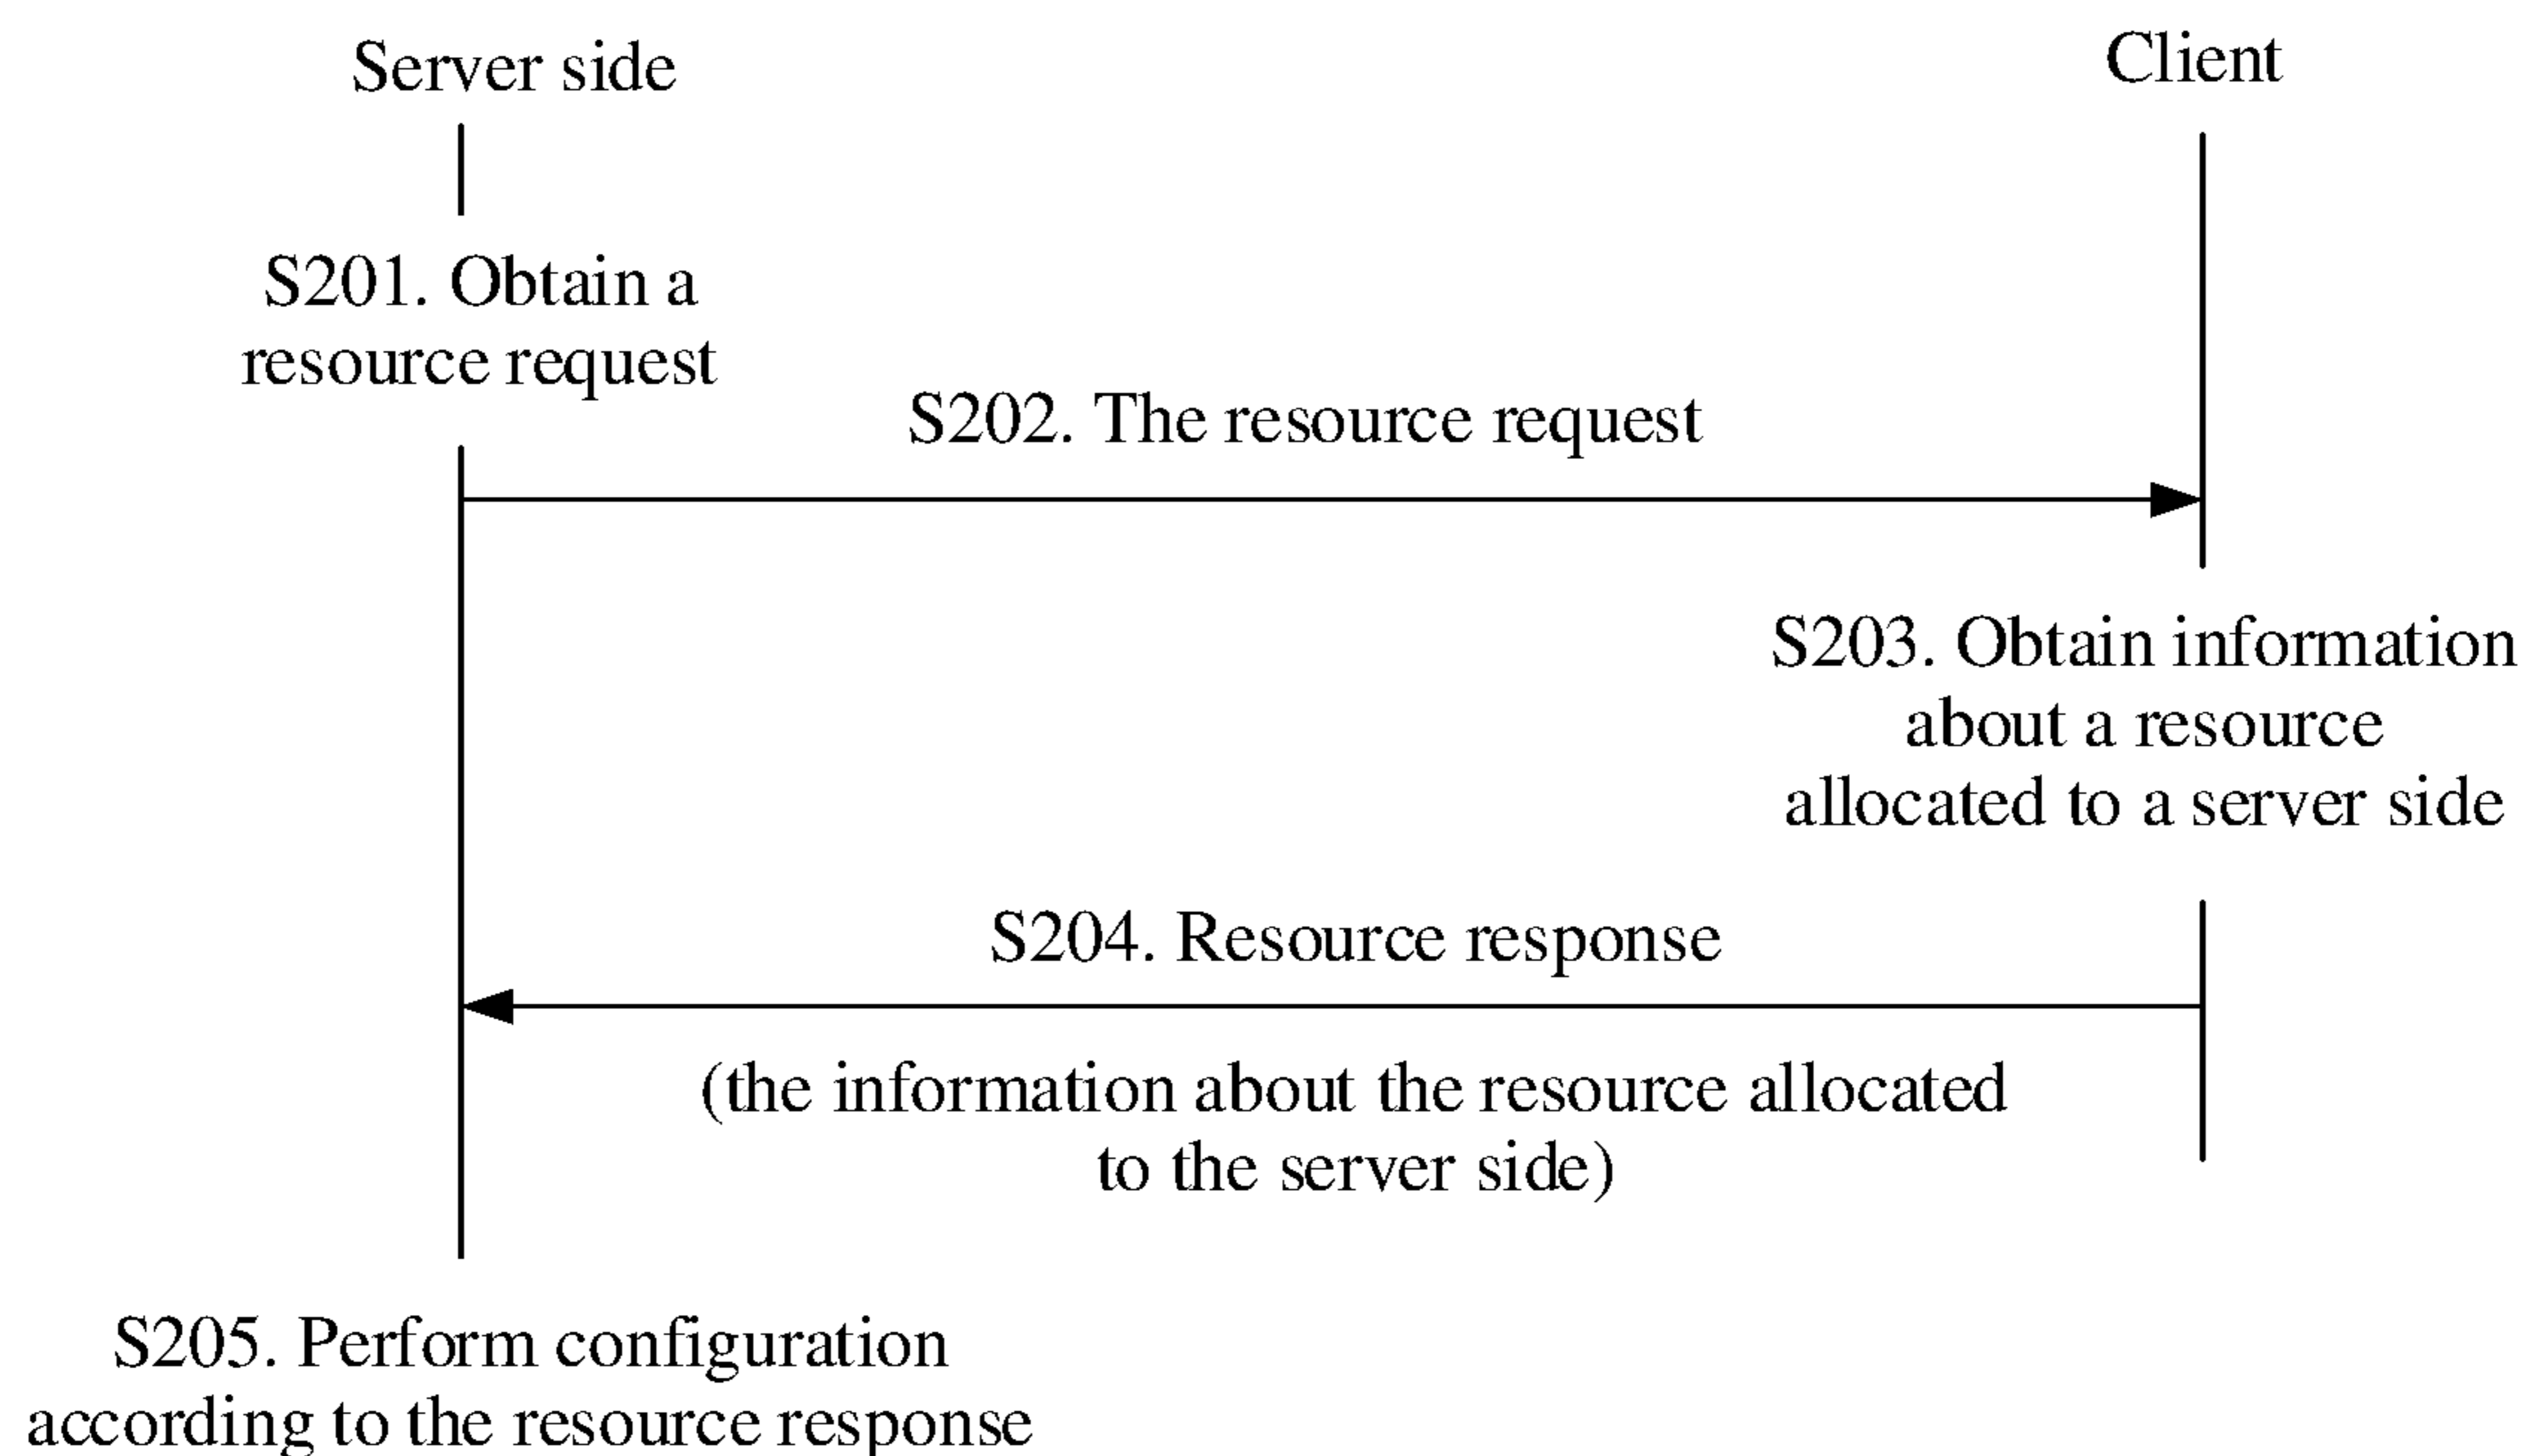 Server side
Client
S201. Obtain a
resource request
S202. The resource request
S203. Obtain information
about a resource
allocated to a server side
S204. Resource response
(the information about the resource allocated
to the server side)
S205. Perform configuration
according to the resource response